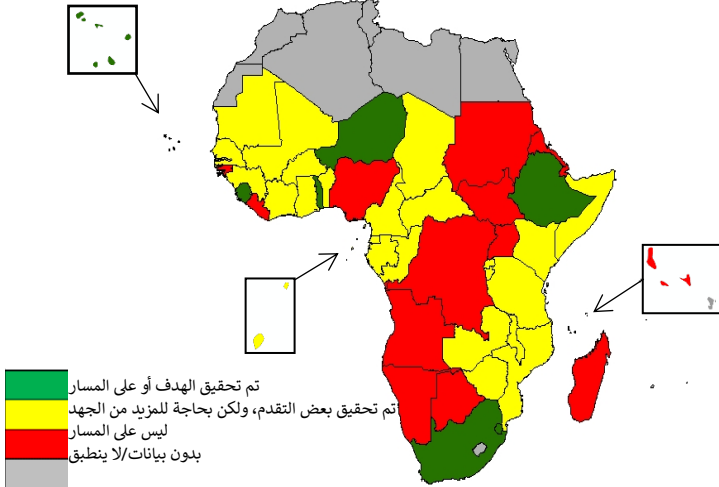 تم تحقيق الهدف أو على المسار
تم تحقيق بعض التقدم، ولكن بحاجة للمزيد من الجهد
ليس على المسار
بدون بيانات/لا ينطبق